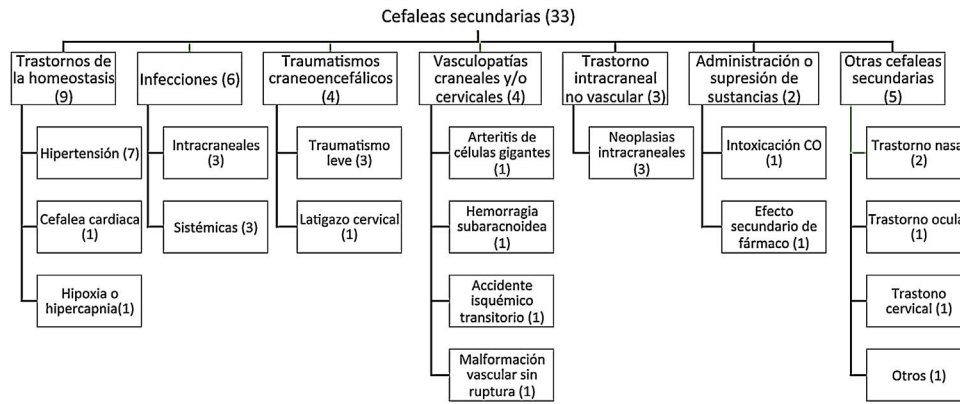 Cefaleas secundarias (33)
Trastornos de
la homeostasis
(9)
Hipertensión (7)
Cefalea cardiaca
(1)
Hipoxia o
hipercapnia(1)
Infecciones (6)
Intracraneales
(3)
Sistémicas (3)
Traumatismos
craneoencefálicos
(4)
Traumatismo
leve (3)
Latigazo cervical
(1)
Vasculopatías
craneales y/o
cervicales (4)
Arteritis de
células gigantes
(1)
Hemorragia
subaracnoidea
(1)
Accidente
isquémico
transitorio (1)
Malformación
vascular sin
ruptura (1)
Trastorno
intracraneal
no vascular (3)
Neoplasias
intracraneales
(3)
Administración o
supresión de
sustancias (2)
Intoxicación CO
(1)
Efecto
secundario de
fármaco (1)
Otras cefaleas
secundarias
(5)
Trastorno nasa
(2)
Trastorno ocula
(1)
Trastono
cervical (1)
Otros (1)